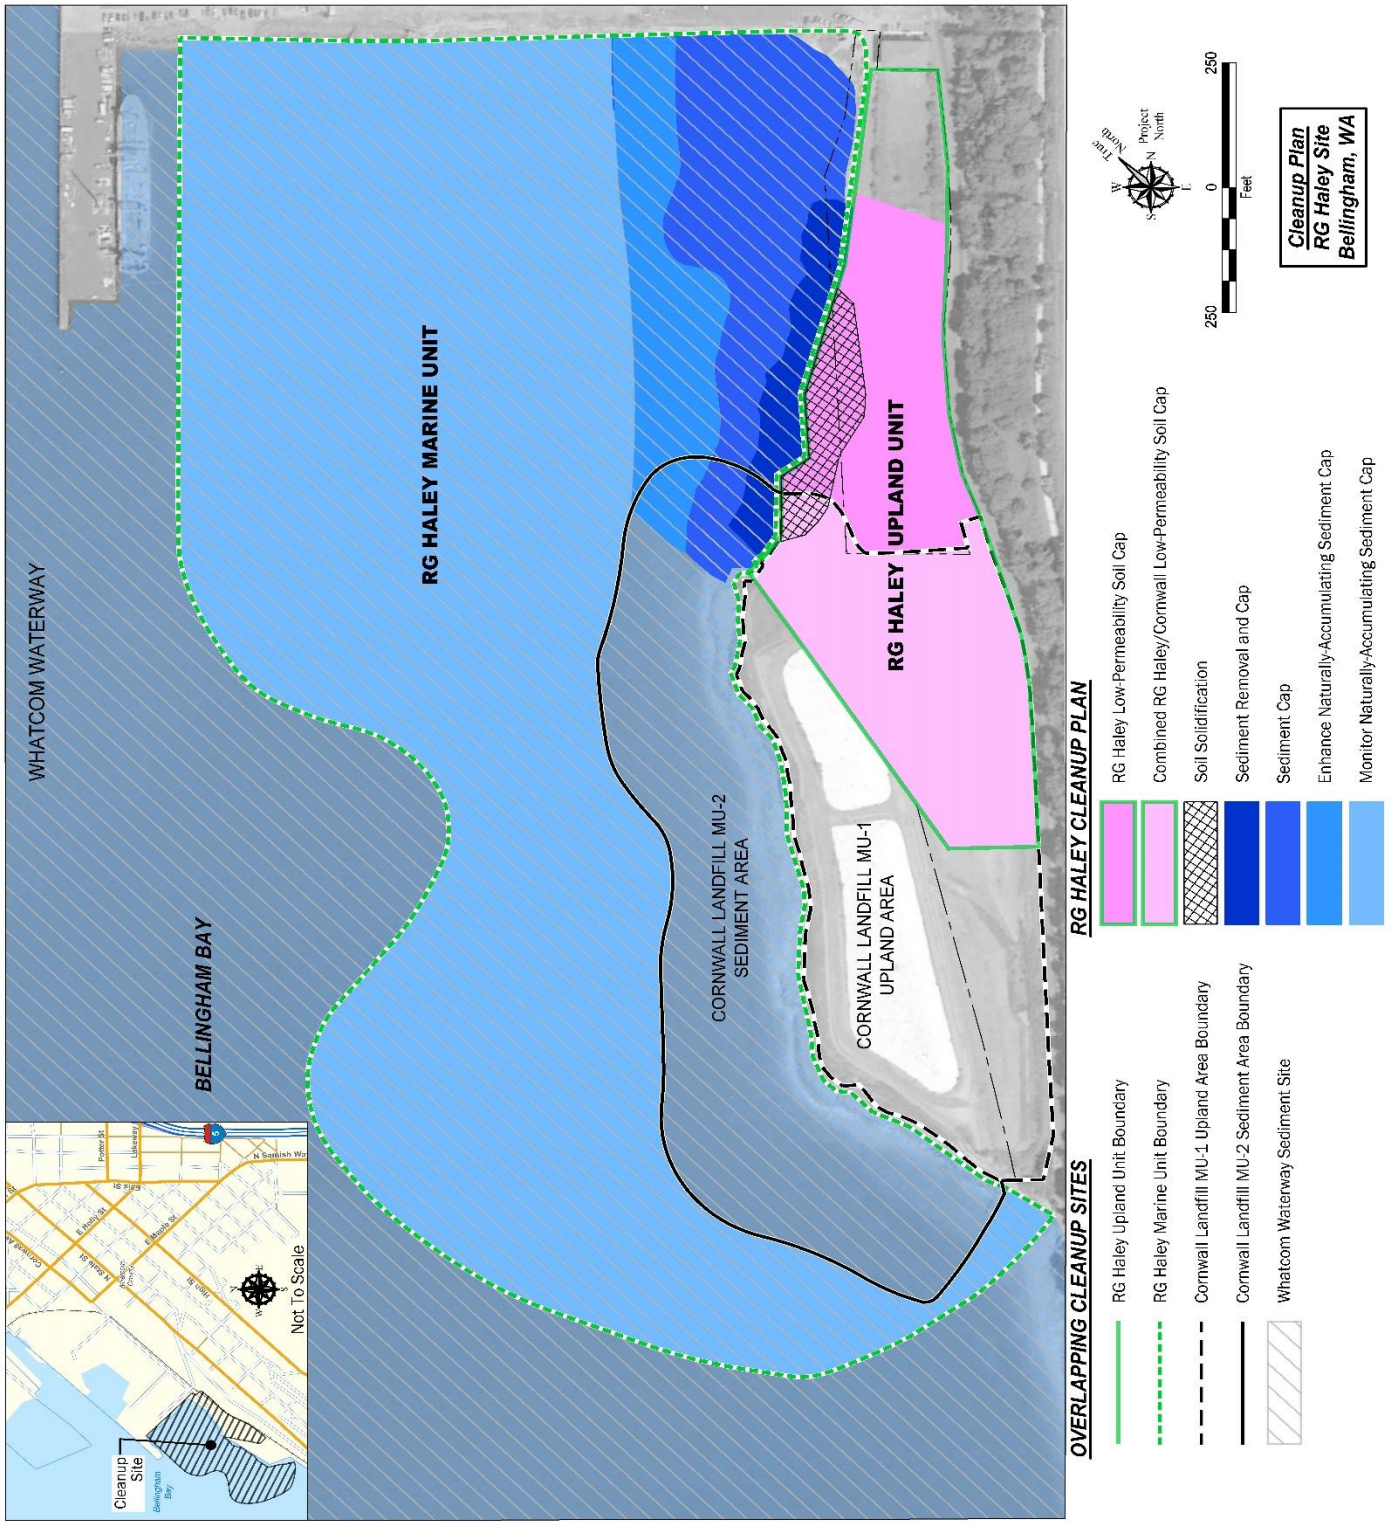 WHATCOM WATERWAY
BELLINGHAM BAY
RG HALEY MARINE UNIT
CORNWALL LANDFILL MU-2
SEDIMENT AREA
CORNWALL LANDFILL MU-1
UPLAND AREA
RG HALEY UPLAND UNIT
Cleanup
Site
Bellingham
Bay
Not To Scale
N
E
S
W
E Holly St
N State St
E Maple St
High St
Ellis St
Potter St
Lakeway
N Samish Wa
5
OVERLAPPING CLEANUP SITES
RG Haley Upland Unit Boundary
RG Haley Marine Unit Boundary
Cornwall Landfill MU-1 Upland Area Boundary
Cornwall Landfill MU-2 Sediment Area Boundary
Whatcom Waterway Sediment Site
RG HALEY CLEANUP PLAN
RG Haley Low-Permeability Soil Cap
Combined RG Haley/Cornwall Low-Permeability Soil Cap
Soil Solidification
Sediment Removal and Cap
Sediment Cap
Enhance Naturally-Accumulating Sediment Cap
Monitor Naturally-Accumulating Sediment Cap
True
North
Project
North
W
N
S
E
250
0
250
Feet
Cleanup Plan
RG Haley Site
Bellingham, WA